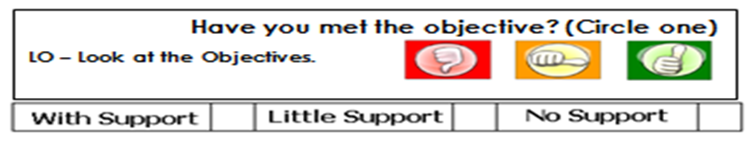 Have you met the objective? (Circle one)
LO – Look at the Objectives.
With Support Little Support No Support